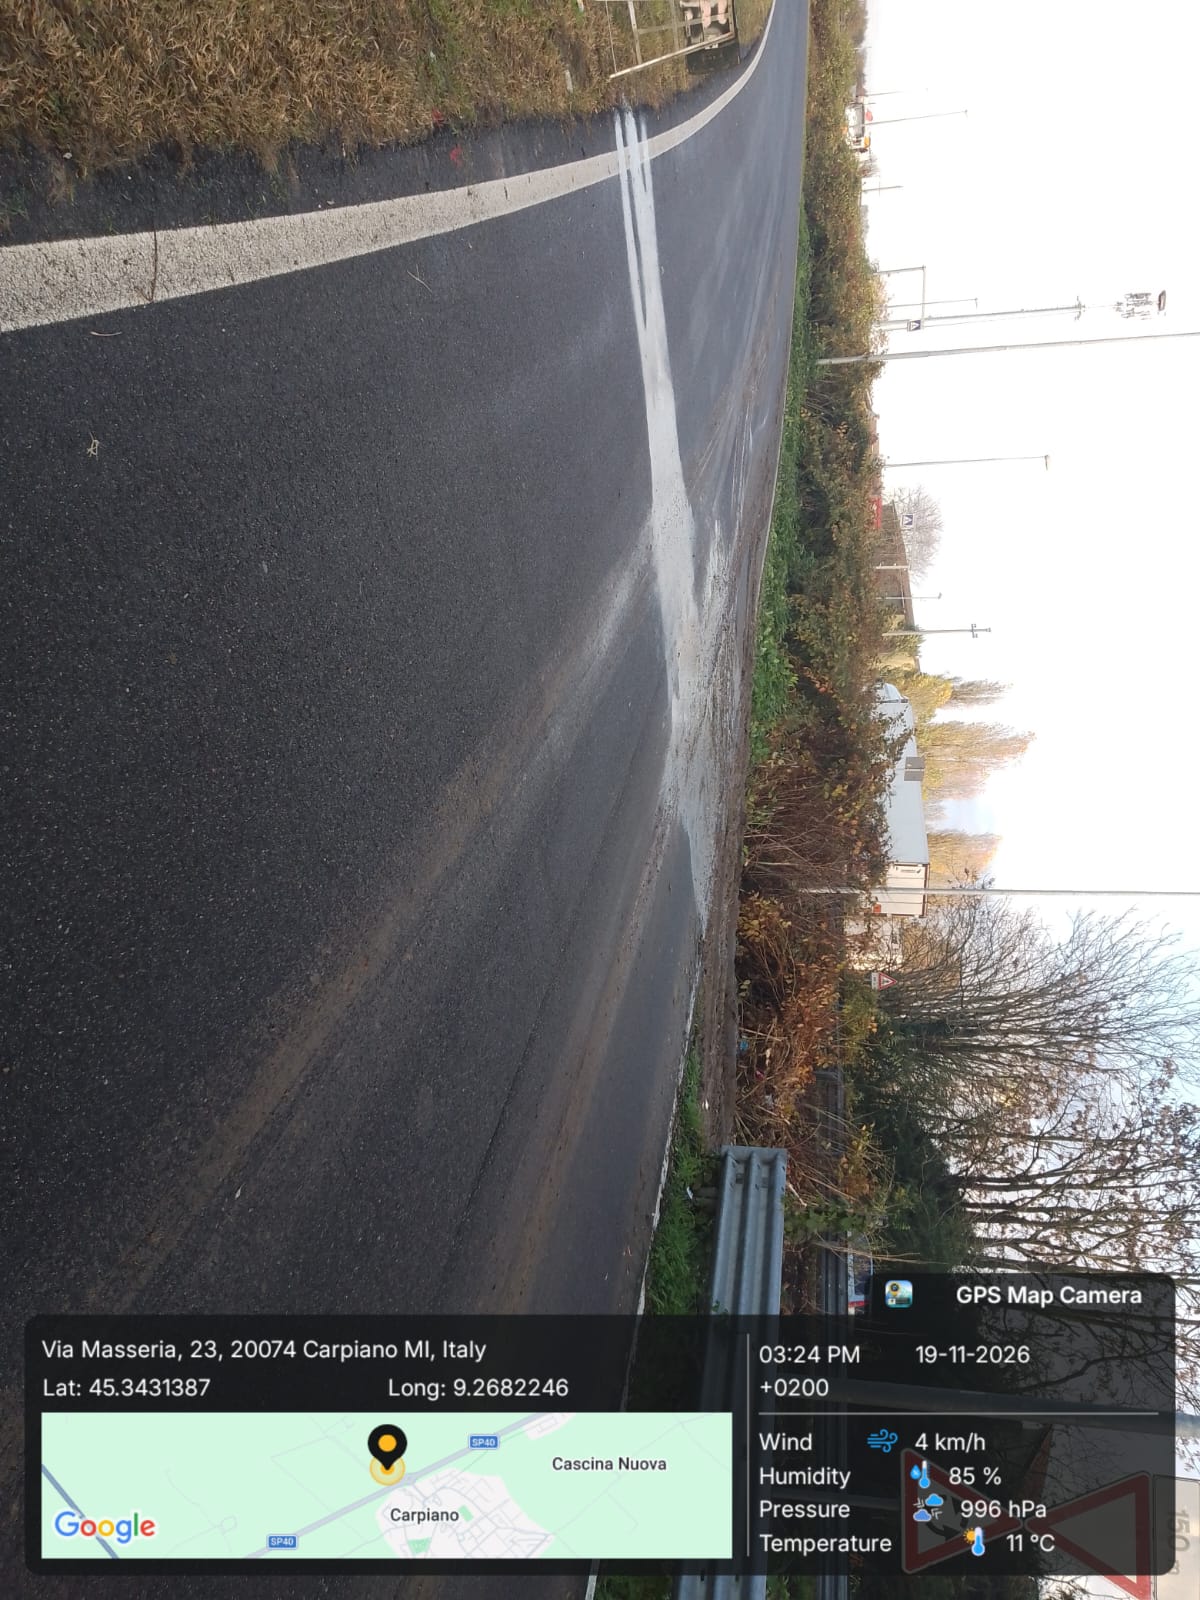 GPS Map Camera
Via Masseria, 23, 20074 Carpiano MI, Italy
Lat: 45.3431387 Long: 9.2682246
03:24 PM 19-11-2026
+0200
Wind 4 km/h
Humidity 85 %
Pressure 996 hPa
Temperature 11 °C
SP40
Cascina Nuova
Carpiano
SP40
Google
150 m